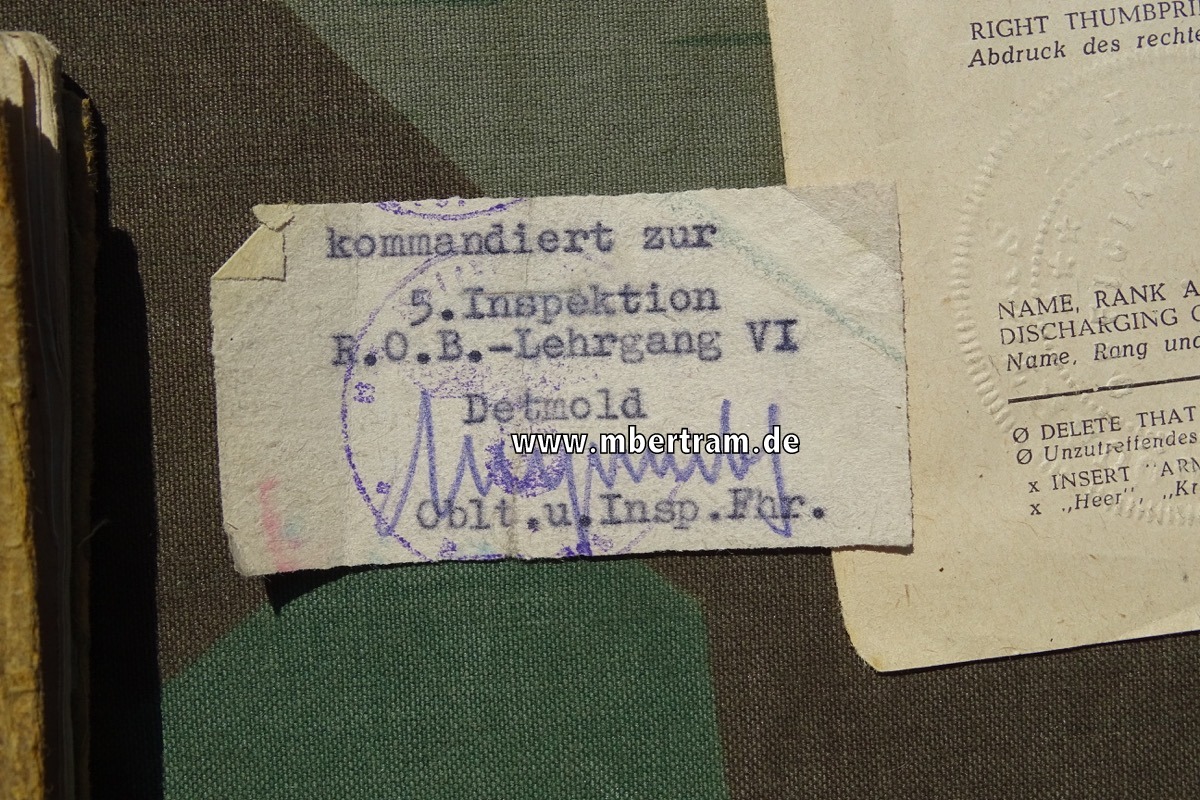 kommandiert zur
5.Inspektion
R.O.B.-Lehrgang VI
Detmold
www.mbertram.de
Oblt.u.Insp.Fhr.
RIGHT THUMBPRI
Abdruck des rechte
NAME, RANK A
DISCHARGING O
Name, Rang und
Ø DELETE THAT
Ø Unzutreffendes
x INSERT "ARM
x „Heer", „Kr